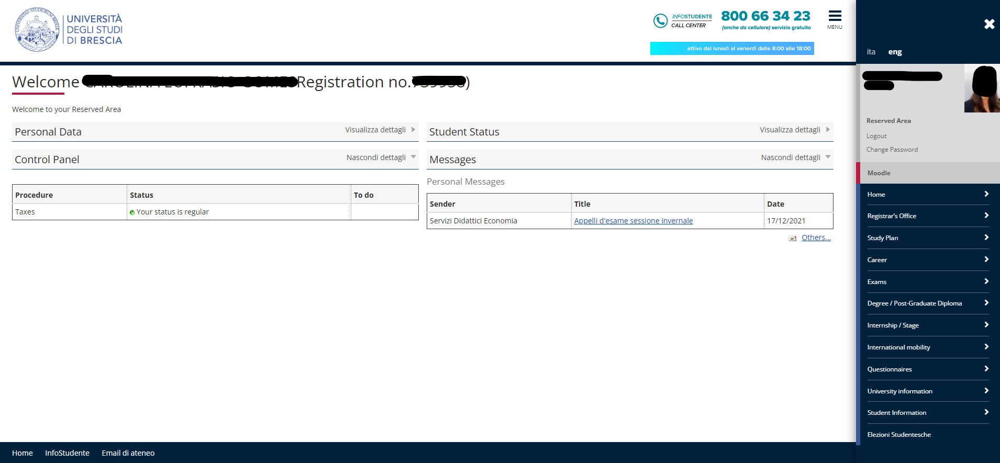 UNIVERSITÀ
DEGLI STUDI
DI BRESCIA
INFOSTUDENTE
CALL CENTER
800 66 34 23
(anche da cellulare) servizio gratuito
attivo dal lunedì al venerdì dalle 8:00 alle 18:00
MENU
ita eng
Welcome Registration no. )
Welcome to your Reserved Area
Personal Data Visualizza dettagli
Control Panel Nascondi dettagli
Procedure Status To do
Taxes Your status is regular
Student Status Visualizza dettagli
Messages Nascondi dettagli
Personal Messages
Sender Title Date
Servizi Didattici Economia Appelli d'esame sessione invernale 17/12/2021
Others...
Reserved Area
Logout
Change Password
Moodle
Home
Registrar's Office
Study Plan
Career
Exams
Degree / Post-Graduate Diploma
Internship / Stage
International mobility
Questionnaires
University information
Student Information
Elezioni Studentesche
Home InfoStudente Email di ateneo